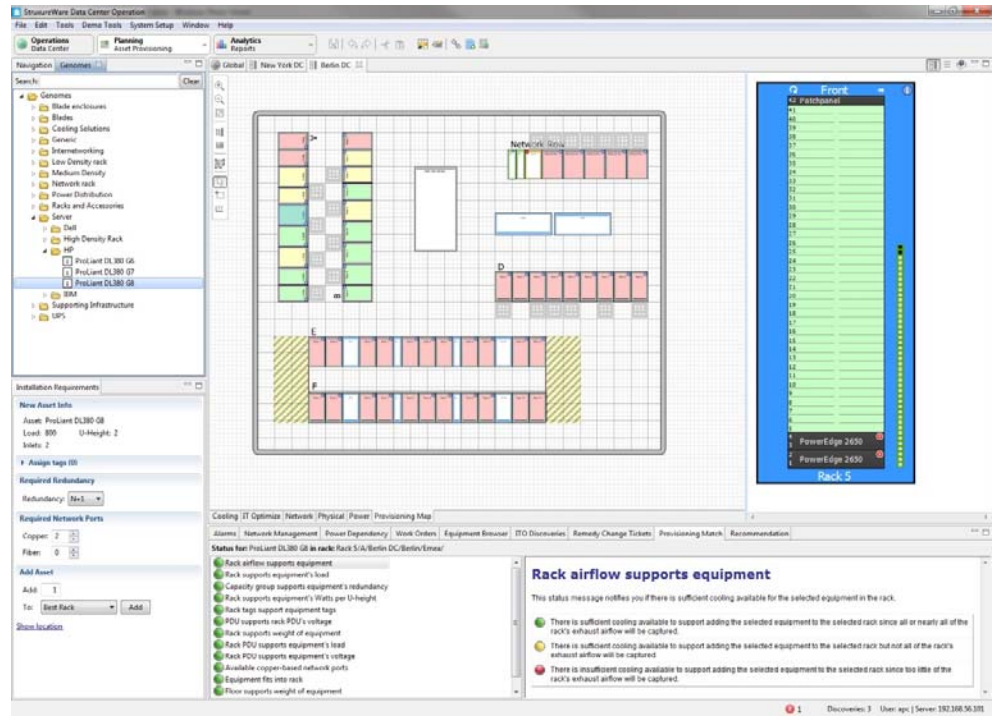 StruxureWare Data Center Operation
File Edit Tools Demo Tools System Setup Window Help
Operations Data Center
Planning Asset Provisioning
Analytics Reports
Navigation Genomes
Global New York DC Berlin DC
Search: Clear
Genomes
Blade enclosures
Blades
Cooling Solutions
Generic
Internetworking
Low Density rack
Medium Density
Network rack
Power Distribution
Racks and Accessories
Server
Dell
High Density Rack
HP
ProLiant DL380 G6
ProLiant DL380 G7
ProLiant DL380 G8
IBM
Supporting Infrastructure
UPS
Network Row
D
E
F
Front
42 Patchpanel
PowerEdge 2650
PowerEdge 2650
Rack 5
Installation Requirements
New Asset Info
Asset: ProLiant DL380 G8
Load: 800 U-Height: 2
Inlets: 2
Assign tags (0)
Required Redundancy
Redundancy: N+1
Required Network Ports
Copper: 2
Fiber: 0
Add Asset
Add: 1
To: Best Rack Add
Show location
Cooling IT Optimize Network Physical Power Provisioning Map
Alarms Network Management Power Dependency Work Orders Equipment Browser ITO Discoveries Remedy Change Tickets Provisioning Match Recommendation
Status for: ProLiant DL380 G8 in rack: Rack 5/A/Berlin DC/Berlin/Emea/
Rack airflow supports equipment
Rack supports equipment's load
Capacity group supports equipment's redundancy
Rack supports equipment's Watts per U-height
Rack tags support equipment tags
PDU supports rack PDU's voltage
Rack supports weight of equipment
Rack PDU supports equipment's load
Rack PDU supports equipment's voltage
Available copper-based network ports
Equipment fits into rack
Floor supports weight of equipment
Rack airflow supports equipment
This status message notifies you if there is sufficient cooling available for the selected equipment in the rack.
There is sufficient cooling available to support adding the selected equipment to the selected rack since all or nearly all of the
rack's exhaust airflow will be captured.
There is sufficient cooling available to support adding the selected equipment to the selected rack but not all of the rack's
exhaust airflow will be captured
There is insufficient cooling available to support adding the selected equipment to the selected rack since too little of the
rack's exhaust airflow will be captured.
1 Discoveries: 3 User: apc | Server: 192.168.56.101